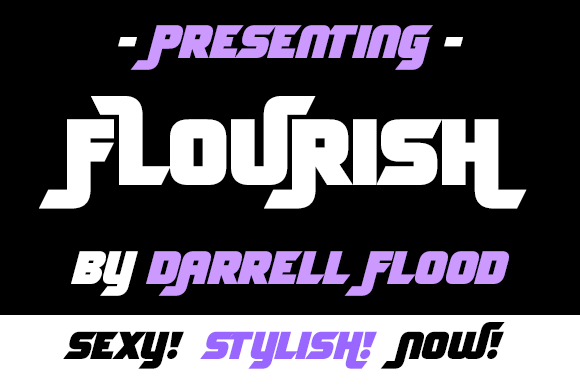 - PRESENTING -
FLOURISH
BY DARRELL FLOOD
SEXY! STYLISH! NOW!